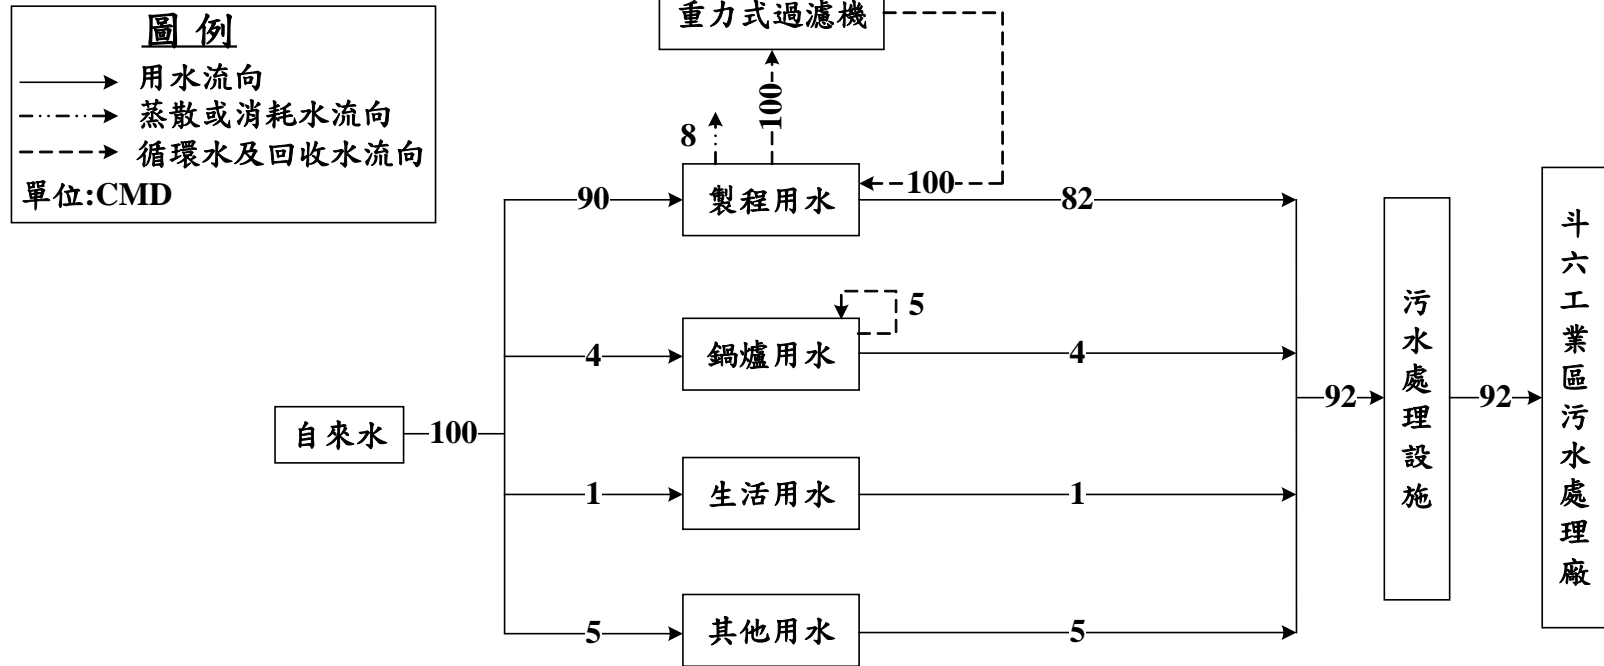 圖例
用水流向
蒸散或消耗水流向
循環水及回收水流向
單位:CMD
重力式過濾機
100
8
100
90
製程用水
82
5
4
鍋爐用水
4
自來水
100
92
污水處理設施
92
斗六工業區污水處理廠
1
生活用水
1
5
其他用水
5